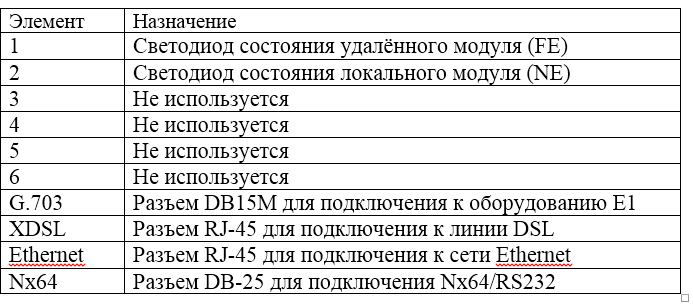 Элемент Назначение
1 Светодиод состояния удалённого модуля (FE)
2 Светодиод состояния локального модуля (NE)
3 Не используется
4 Не используется
5 Не используется
6 Не используется
G.703 Разъем DB15M для подключения к оборудованию E1
XDSL Разъем RJ-45 для подключения к линии DSL
Ethernet Разъем RJ-45 для подключения к сети Ethernet
Nx64 Разъем DB-25 для подключения Nx64/RS232